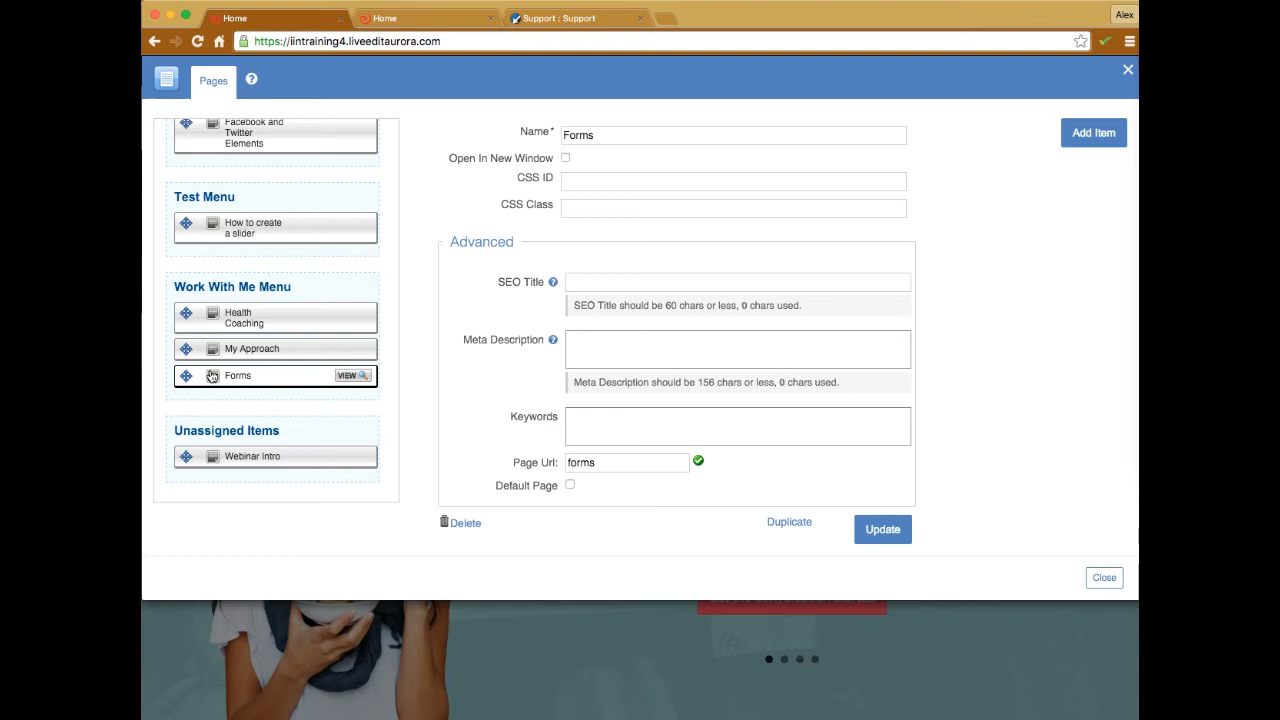 Home
Home
Support : Support
Alex
https://iintraining4.liveeditaurora.com
Pages
?
Facebook and
Twitter
Elements
Test Menu
How to create
a slider
Work With Me Menu
Health
Coaching
My Approach
Forms
VIEW
Unassigned Items
Webinar Intro
Name*
Forms
Open In New Window
CSS ID
CSS Class
Add Item
Advanced
SEO Title ?
SEO Title should be 60 chars or less, 0 chars used.
Meta Description ?
Meta Description should be 156 chars or less, 0 chars used.
Keywords
Page Url:
forms
Default Page
Delete
Duplicate
Update
Close